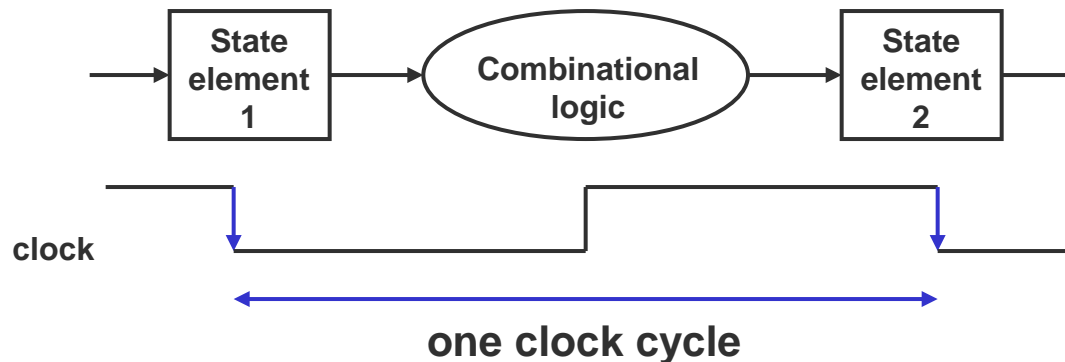 State
element
1
Combinational
logic
State
element
2
clock
one clock cycle